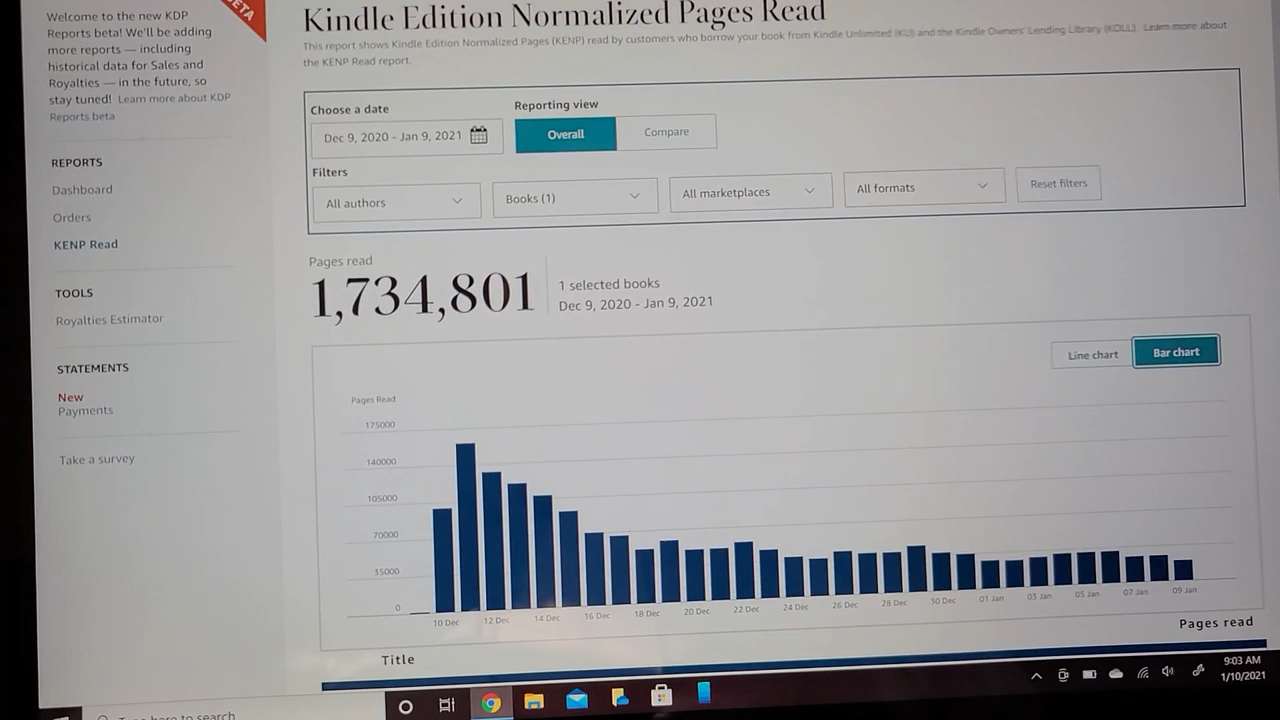 BETA
Welcome to the new KDP
Reports beta! We'll be adding
more reports — including
historical data for Sales and
Royalties — in the future, so
stay tuned! Learn more about KDP
Reports beta
REPORTS
Dashboard
Orders
KENP Read
TOOLS
Royalties Estimator
STATEMENTS
New
Payments
Take a survey
Kindle Edition Normalized Pages Read
This report shows Kindle Edition Normalized Pages (KENP) read by customers who borrow your book from Kindle Unlimited (KU) and the Kindle Owners' Lending Library (KOLL). Learn more about
the KENP Read report.
Choose a date
Reporting view
Dec 9, 2020 - Jan 9, 2021
Overall
Compare
Filters
All authors
Books (1)
All marketplaces
All formats
Reset filters
Pages read
1,734,801
1 selected books
Dec 9, 2020 - Jan 9, 2021
Line chart
Bar chart
Pages Read
175000
140000
105000
70000
35000
0
10 Dec 12 Dec 14 Dec 16 Dec 18 Dec 20 Dec 22 Dec 24 Dec 26 Dec 28 Dec 30 Dec 01 Jan 03 Jan 05 Jan 07 Jan 09 Jan
Title
Pages read
Type here to search
9:03 AM
1/10/2021